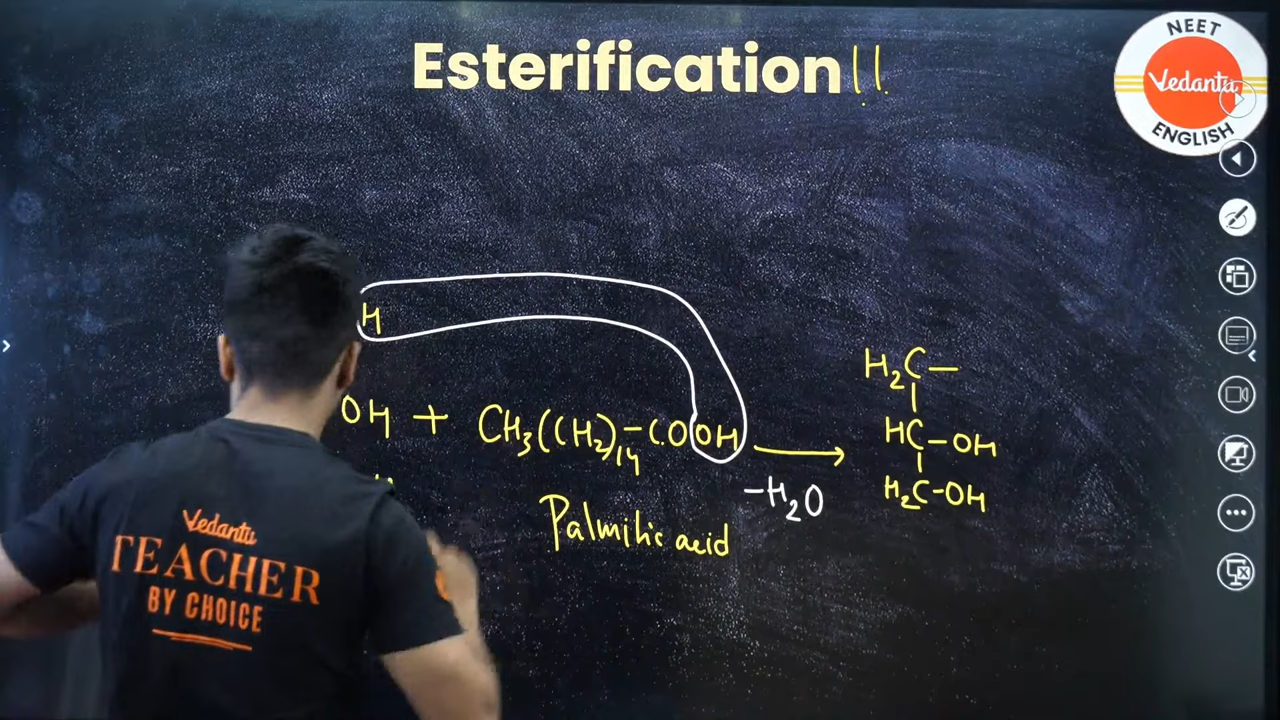 Esterification!!
NEET
Vedantu
ENGLISH
H
OH + CH₃(CH₂)₁₄-COOH
-H₂O
Palmitic acid
H₂C-
HC-OH
H₂C-OH
Vedantu
TEACHER
BY CHOICE